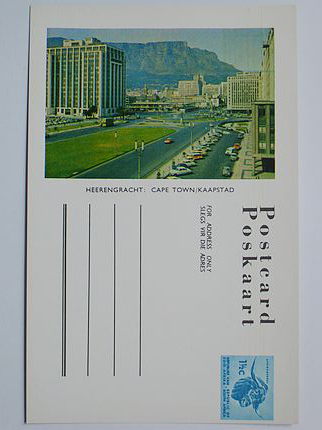 HEERENGRACHT: CAPE TOWN/KAAPSTAD
Postcard
Poskaart
FOR ADDRESS ONLY
SLEGS VIR DIE ADRES
1½C